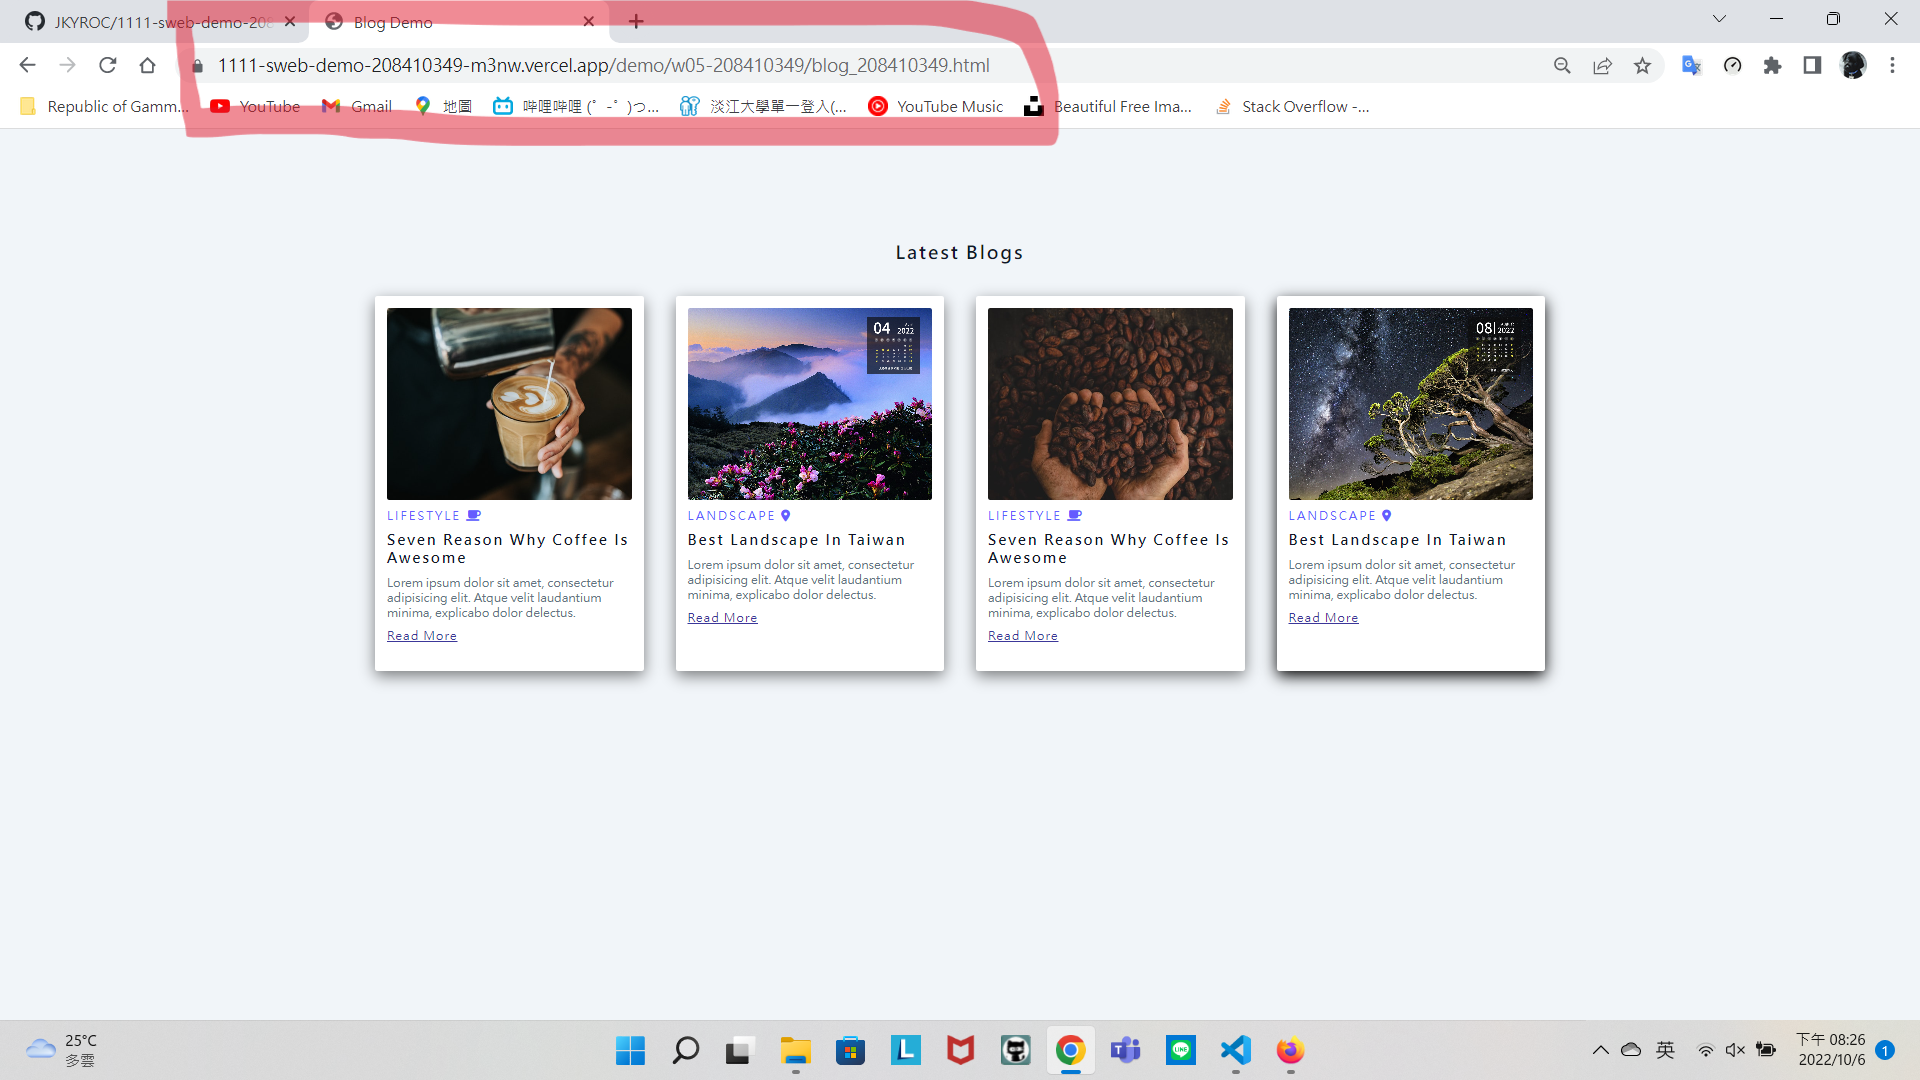 JKYROC/1111-sweb-demo-208
Blog Demo
1111-sweb-demo-208410349-m3nw.vercel.app/demo/w05-208410349/blog_208410349.html
Republic of Gamm...
YouTube
Gmail
地圖
哔哩哔哩 (゜-゜)つ...
淡江大學單一登入(...
YouTube Music
Beautiful Free Ima...
Stack Overflow -...
Latest Blogs
04
2022
08
2022
LIFESTYLE
Seven Reason Why Coffee Is
Awesome
Lorem ipsum dolor sit amet, consectetur
adipisicing elit. Atque velit laudantium
minima, explicabo dolor delectus.
Read More
LANDSCAPE
Best Landscape In Taiwan
Lorem ipsum dolor sit amet, consectetur
adipisicing elit. Atque velit laudantium
minima, explicabo dolor delectus.
Read More
LIFESTYLE
Seven Reason Why Coffee Is
Awesome
Lorem ipsum dolor sit amet, consectetur
adipisicing elit. Atque velit laudantium
minima, explicabo dolor delectus.
Read More
LANDSCAPE
Best Landscape In Taiwan
Lorem ipsum dolor sit amet, consectetur
adipisicing elit. Atque velit laudantium
minima, explicabo dolor delectus.
Read More
25°C
多雲
英
下午 08:26
2022/10/6
1